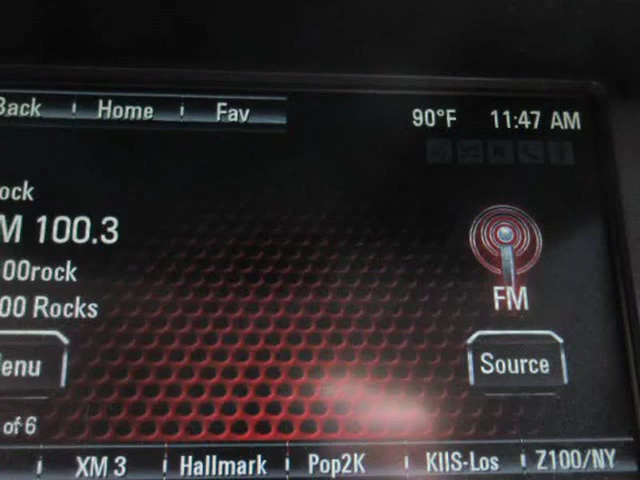 Back Home Fav 90°F 11:47 AM
ock
M 100.3
00rock
00 Rocks
FM
enu Source
of 6
XM 3 Hallmark Pop2K KIIS-Los Z100/NY